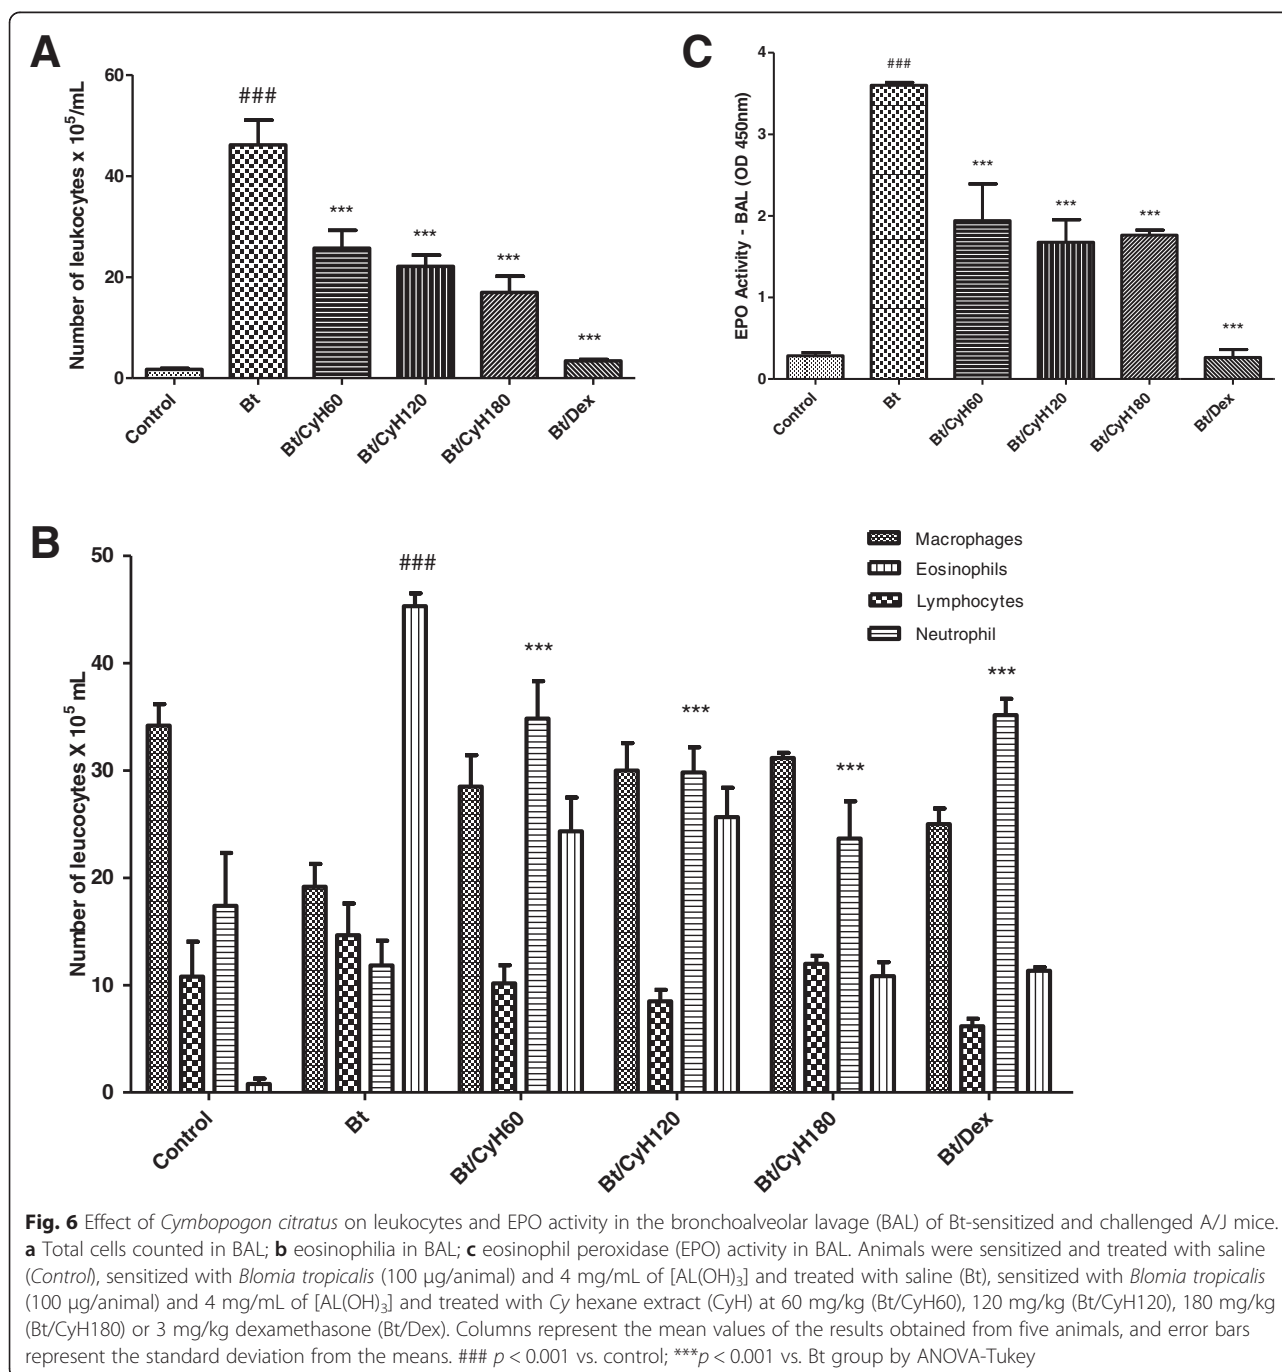 A
Number of leukocytes x 10⁵/mL
60
40
20
0
###
***
***
***
***
Control
Bt
Bt/CyH60
Bt/CyH120
Bt/CyH180
Bt/Dex
C
EPO Activity - BAL (OD 450nm)
4
3
2
1
0
###
***
***
***
***
Control
Bt
Bt/CyH60
Bt/CyH120
Bt/CyH180
Bt/Dex
B
Number of leucocytes X 10⁵ mL
50
40
30
20
10
0
###
***
***
***
***
Macrophages
Eosinophils
Lymphocytes
Neutrophil
Control
Bt
Bt/CyH60
Bt/CyH120
Bt/CyH180
Bt/Dex
Fig. 6 Effect of Cymbopogon citratus on leukocytes and EPO activity in the bronchoalveolar lavage (BAL) of Bt-sensitized and challenged A/J mice.
a Total cells counted in BAL; b eosinophilia in BAL; c eosinophil peroxidase (EPO) activity in BAL. Animals were sensitized and treated with saline
(Control), sensitized with Blomia tropicalis (100 μg/animal) and 4 mg/mL of [AL(OH)₃] and treated with saline (Bt), sensitized with Blomia tropicalis
(100 μg/animal) and 4 mg/mL of [AL(OH)₃] and treated with Cy hexane extract (CyH) at 60 mg/kg (Bt/CyH60), 120 mg/kg (Bt/CyH120), 180 mg/kg
(Bt/CyH180) or 3 mg/kg dexamethasone (Bt/Dex). Columns represent the mean values of the results obtained from five animals, and error bars
represent the standard deviation from the means. ### p < 0.001 vs. control; ***p < 0.001 vs. Bt group by ANOVA-Tukey